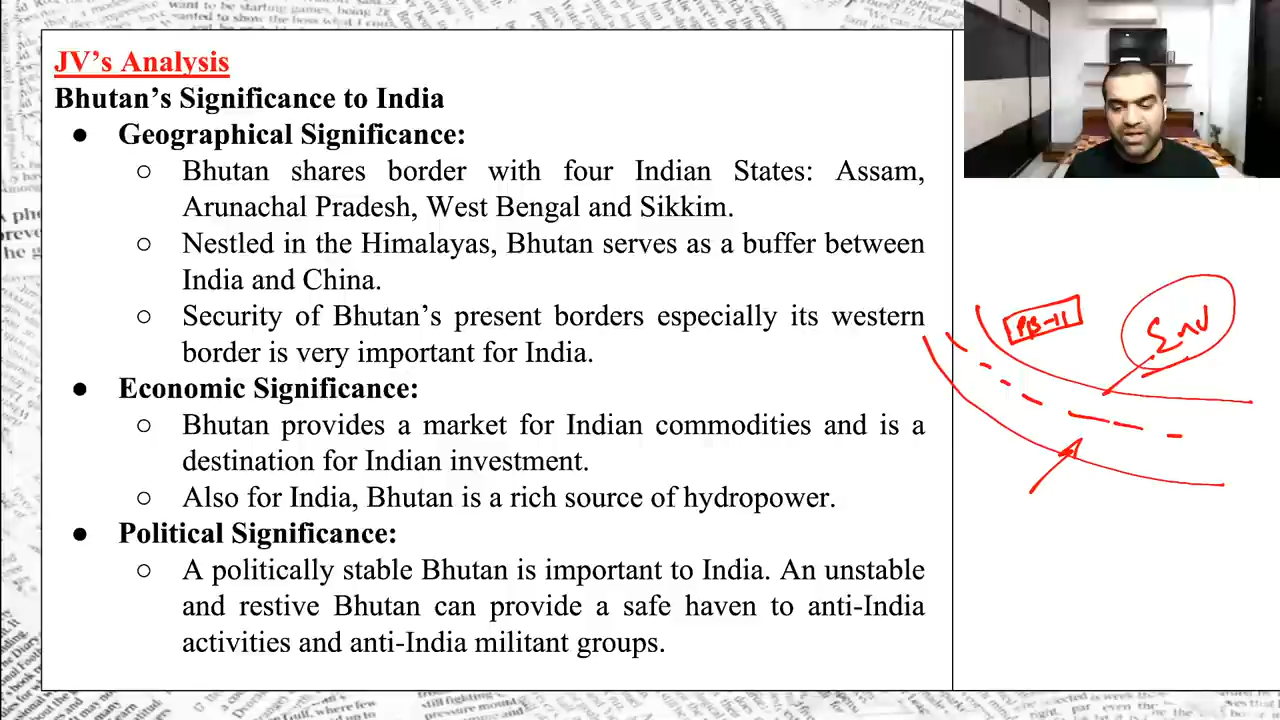 JV's Analysis
Bhutan's Significance to India
● Geographical Significance:
○ Bhutan shares border with four Indian States: Assam,
Arunachal Pradesh, West Bengal and Sikkim.
○ Nestled in the Himalayas, Bhutan serves as a buffer between
India and China.
○ Security of Bhutan's present borders especially its western
border is very important for India.
● Economic Significance:
○ Bhutan provides a market for Indian commodities and is a
destination for Indian investment.
○ Also for India, Bhutan is a rich source of hydropower.
● Political Significance:
○ A politically stable Bhutan is important to India. An unstable
and restive Bhutan can provide a safe haven to anti-India
activities and anti-India militant groups.
Env